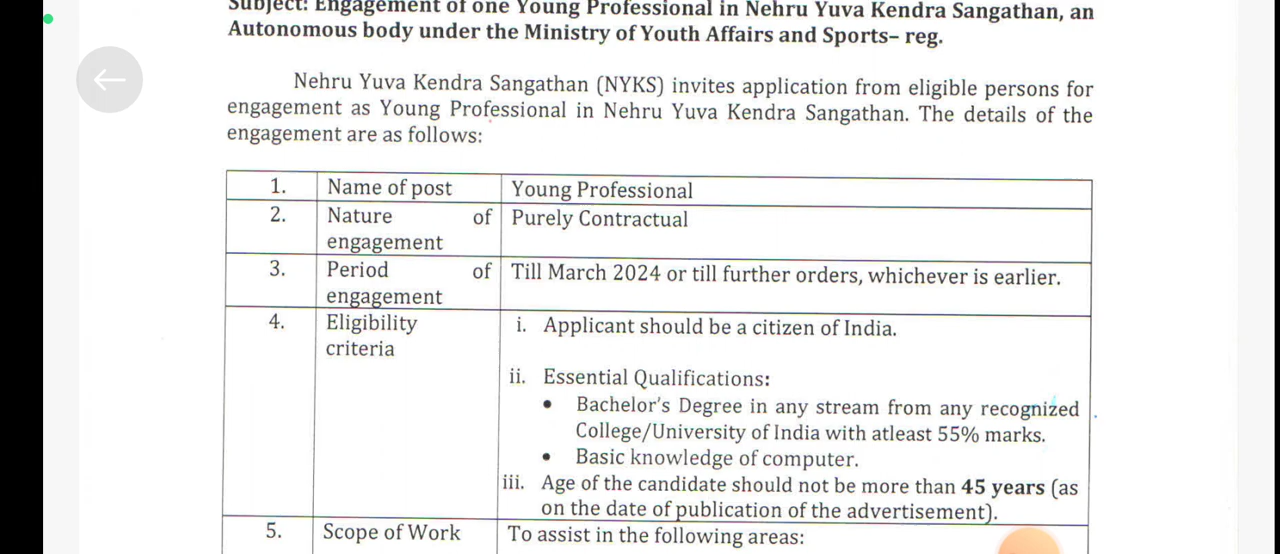 Subject: Engagement of one Young Professional in Nehru Yuva Kendra Sangathan, an
Autonomous body under the Ministry of Youth Affairs and Sports– reg.
Nehru Yuva Kendra Sangathan (NYKS) invites application from eligible persons for
engagement as Young Professional in Nehru Yuva Kendra Sangathan. The details of the
engagement are as follows:
1. Name of post Young Professional
2. Nature of Purely Contractual
engagement
3. Period of Till March 2024 or till further orders, whichever is earlier.
engagement
4. Eligibility i. Applicant should be a citizen of India.
criteria
ii. Essential Qualifications:
• Bachelor's Degree in any stream from any recognized
College/University of India with atleast 55% marks.
• Basic knowledge of computer.
iii. Age of the candidate should not be more than 45 years (as
on the date of publication of the advertisement).
5. Scope of Work To assist in the following areas: